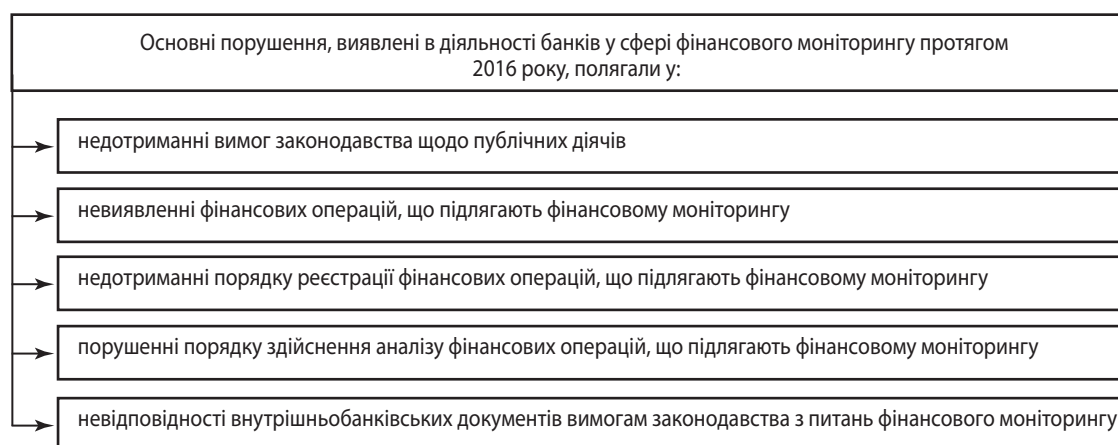 Основні порушення, виявлені в діяльності банків у сфері фінансового моніторингу протягом
2016 року, полягали у:
недотриманні вимог законодавства щодо публічних діячів
невиявленні фінансових операцій, що підлягають фінансовому моніторингу
недотриманні порядку реєстрації фінансових операцій, що підлягають фінансовому моніторингу
порушенні порядку здійснення аналізу фінансових операцій, що підлягають фінансовому моніторингу
невідповідності внутрішньобанківських документів вимогам законодавства з питань фінансового моніторингу